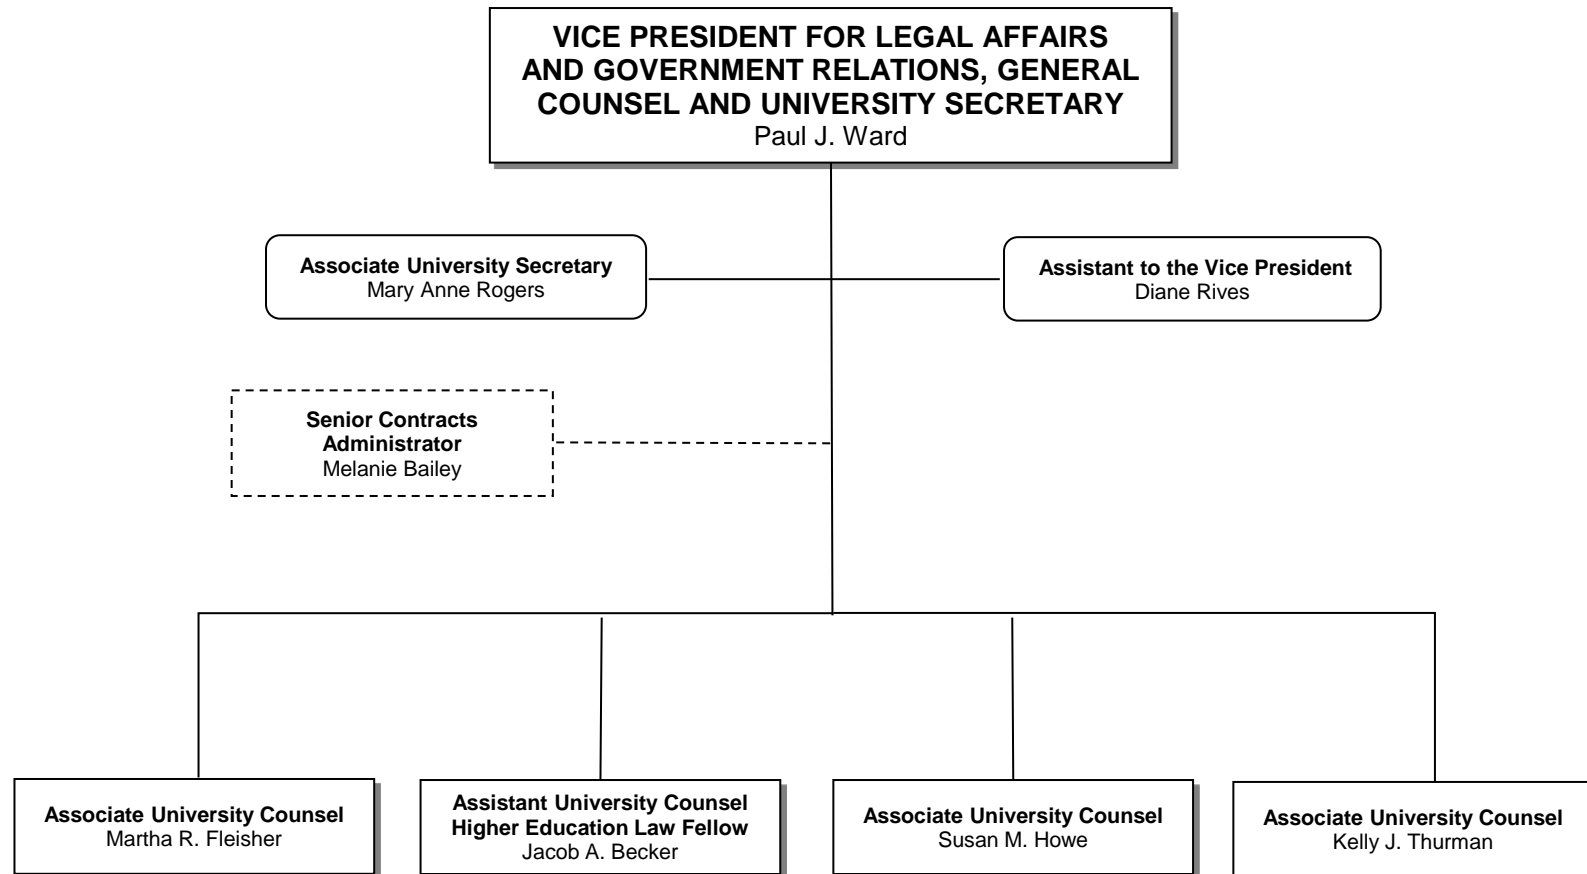 VICE PRESIDENT FOR LEGAL AFFAIRS
AND GOVERNMENT RELATIONS, GENERAL
COUNSEL AND UNIVERSITY SECRETARY
Paul J. Ward
Associate University Secretary
Mary Anne Rogers
Assistant to the Vice President
Diane Rives
Senior Contracts
Administrator
Melanie Bailey
Associate University Counsel
Martha R. Fleisher
Assistant University Counsel
Higher Education Law Fellow
Jacob A. Becker
Associate University Counsel
Susan M. Howe
Associate University Counsel
Kelly J. Thurman